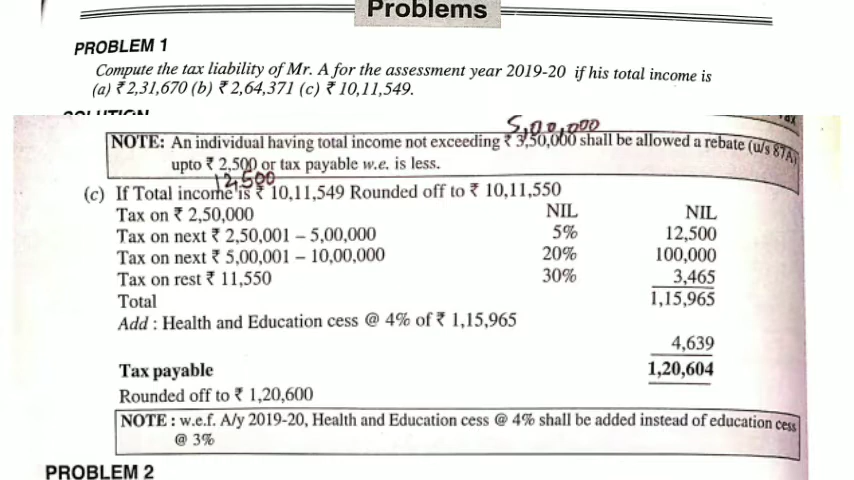 Problems
PROBLEM 1
Compute the tax liability of Mr. A for the assessment year 2019-20 if his total income is
(a) ₹ 2,31,670 (b) ₹ 2,64,371 (c) ₹ 10,11,549.
SOLUTION
5,00,000
NOTE: An individual having total income not exceeding ₹ 3,50,000 shall be allowed a rebate (u/s 87A)
upto ₹ 2,500 or tax payable w.e. is less.
12,500
(c) If Total income is ₹ 10,11,549 Rounded off to ₹ 10,11,550
Tax on ₹ 2,50,000 NIL NIL
Tax on next ₹ 2,50,001 – 5,00,000 5% 12,500
Tax on next ₹ 5,00,001 – 10,00,000 20% 100,000
Tax on rest ₹ 11,550 30% 3,465
Total 1,15,965
Add : Health and Education cess @ 4% of ₹ 1,15,965
4,639
Tax payable 1,20,604
Rounded off to ₹ 1,20,600
NOTE : w.e.f. A/y 2019-20, Health and Education cess @ 4% shall be added instead of education cess
@ 3%
PROBLEM 2